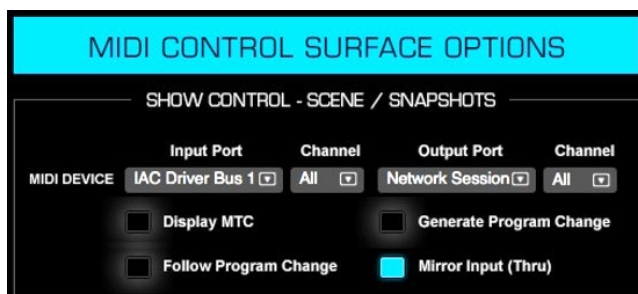 MIDI CONTROL SURFACE OPTIONS
SHOW CONTROL - SCENE / SNAPSHOTS
Input Port Channel Output Port Channel
MIDI DEVICE IAC Driver Bus 1 All Network Session All
Display MTC Generate Program Change
Follow Program Change Mirror Input (Thru)